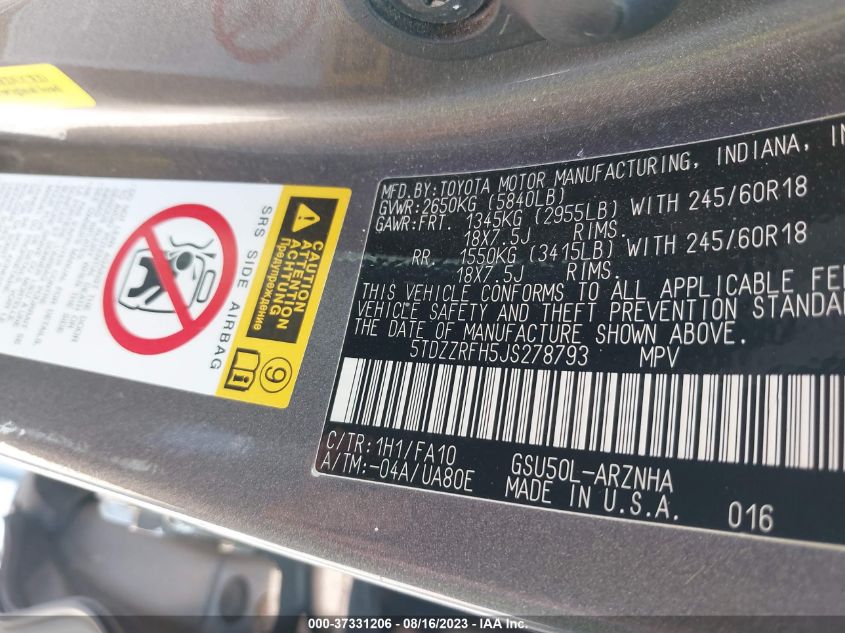 MFD.BY:TOYOTA MOTOR MANUFACTURING, INDIANA,
GVWR:2650KG (5840LB)
GAWR:FRT. 1345KG (2955LB) WITH 245/60R18
18X7.5J RIMS.
RR. 1550KG (3415LB) WITH 245/60R18
18X7.5J RIMS.
THIS VEHICLE CONFORMS TO ALL APPLICABLE
VEHICLE SAFETY AND THEFT PREVENTION
THE DATE OF MANUFACTURE SHOWN ABOVE.
5TDZZRFH5JS278793 MPV
C/TR:1H1/FA10
A/TM:-04A/UA80E
GSU50L-ARZNHA
MADE IN U.S.A.
016
SRS SIDE AIRBAG
CAUTION
ATTENTION
ACHTUNG
Предупреждение
9
000-37331206 - 08/16/2023 - IAA Inc.